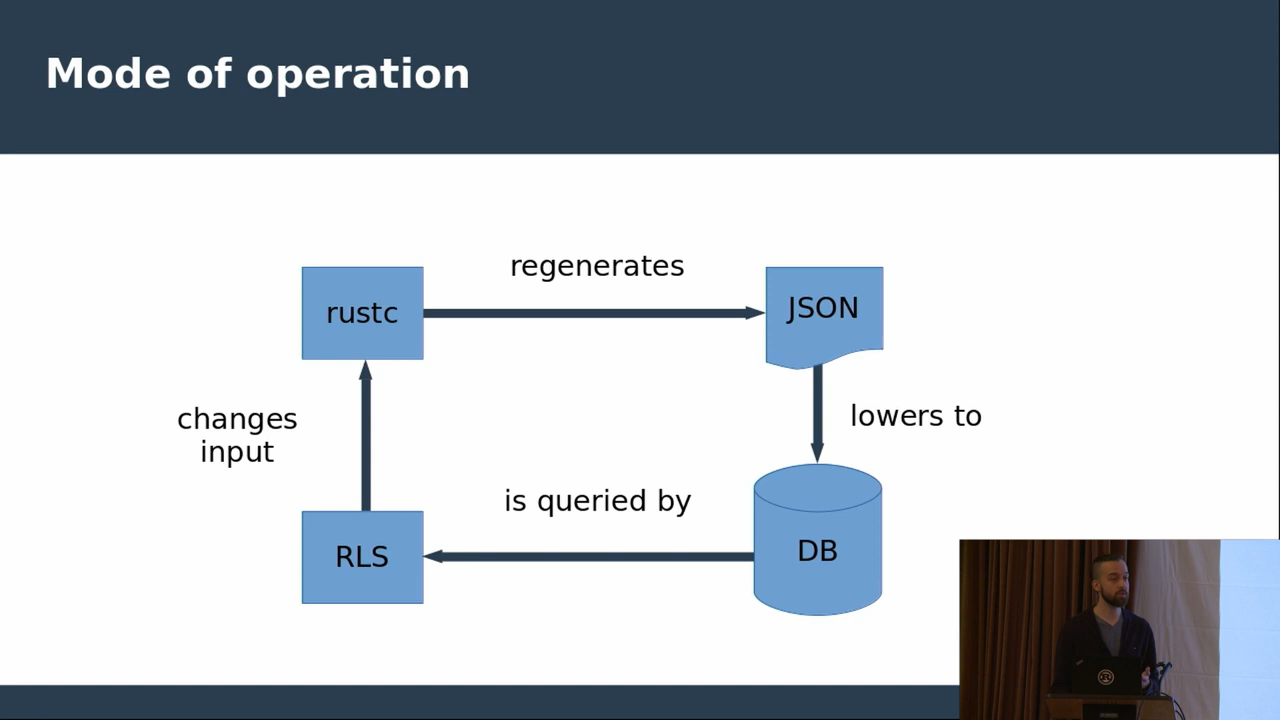 Mode of operation
regenerates
rustc
JSON
changes
input
lowers to
is queried by
RLS
DB